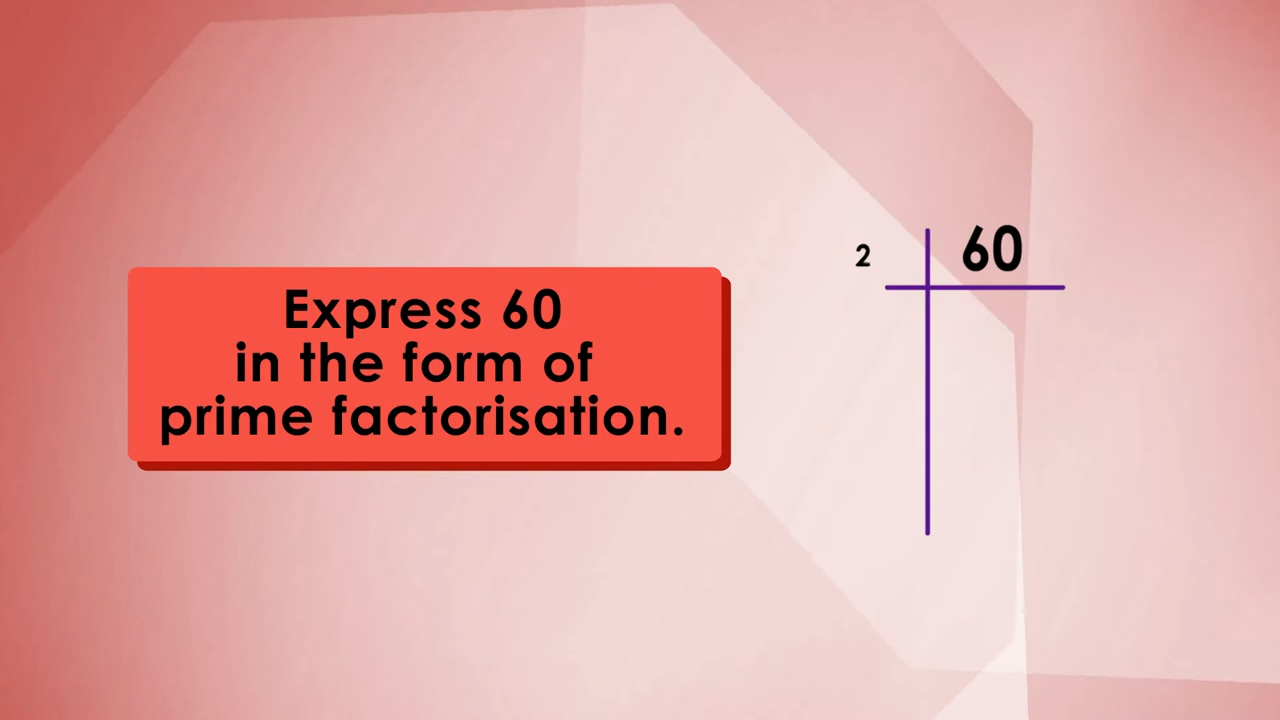 Express 60
in the form of
prime factorisation.
2 60